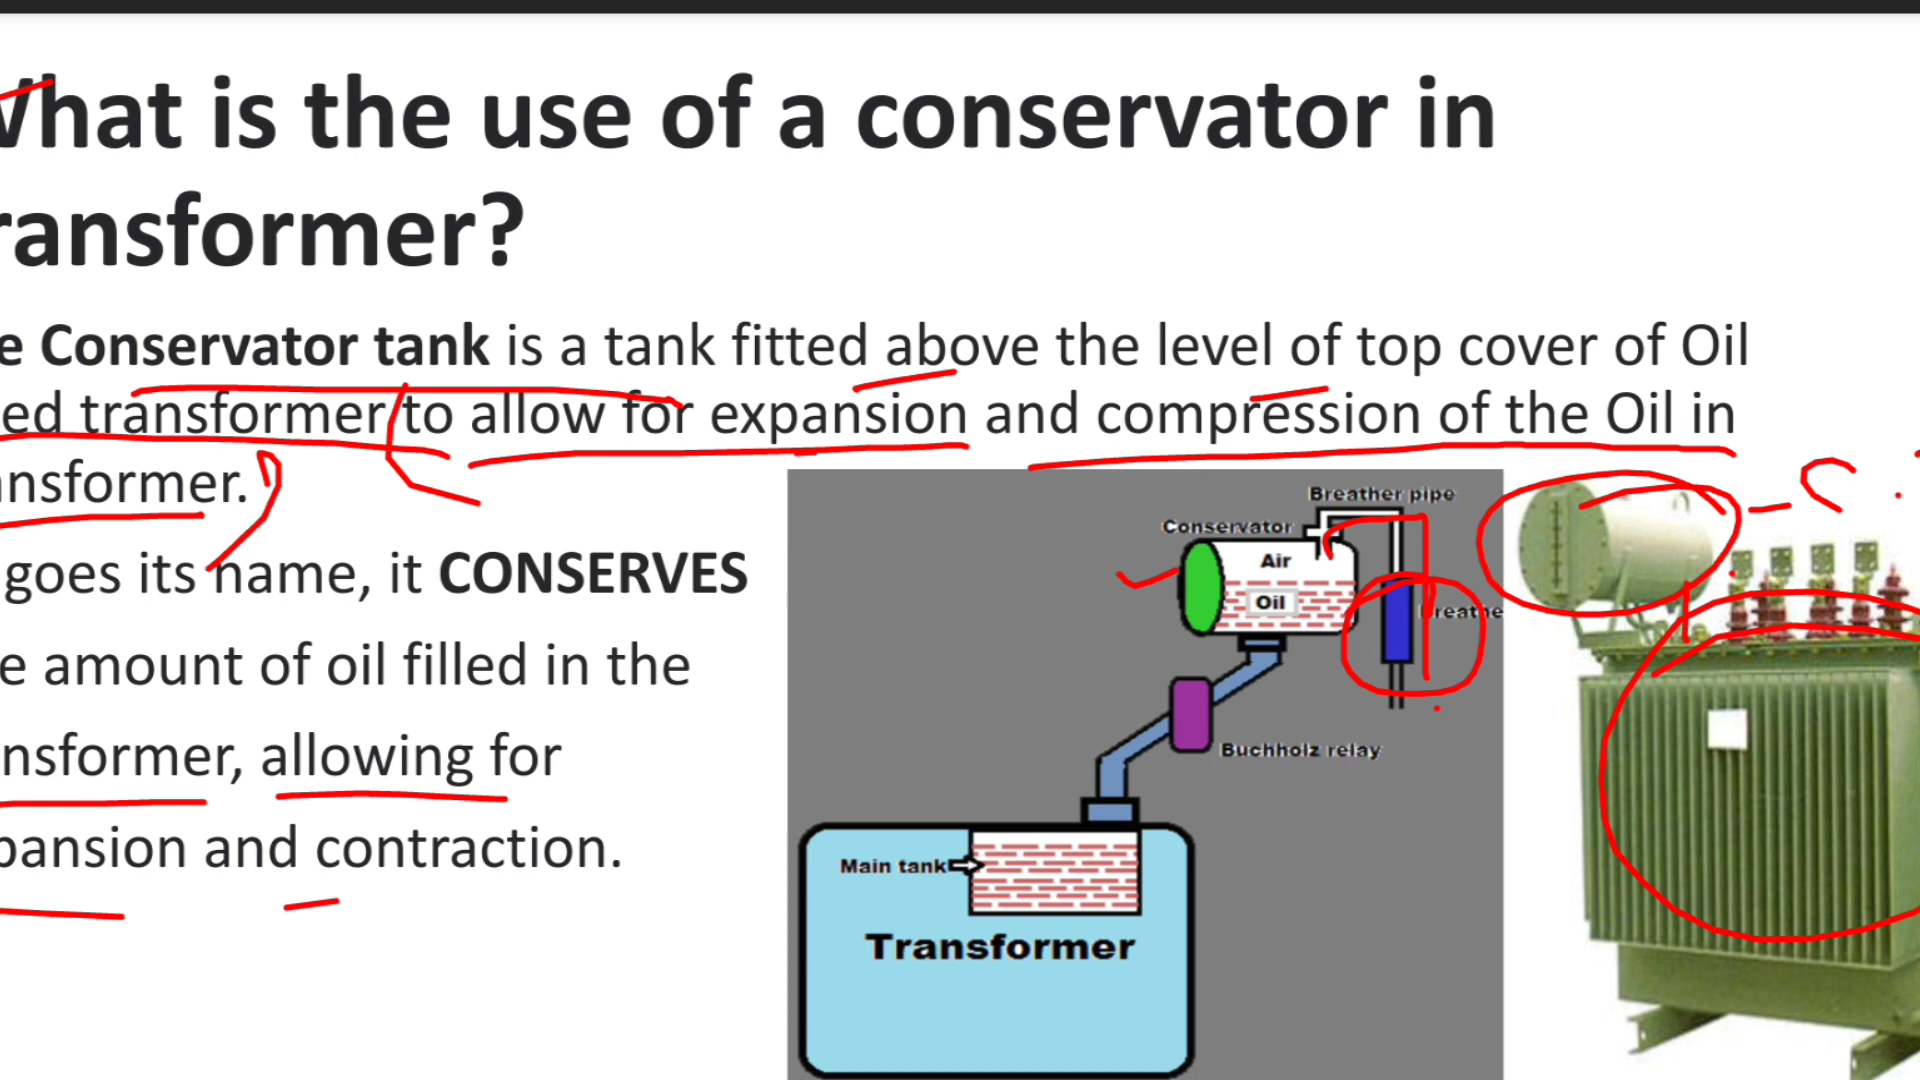 What is the use of a conservator in
ransformer?
e Conservator tank is a tank fitted above the level of top cover of Oil
ed transformer to allow for expansion and compression of the Oil in
ansformer.
goes its name, it CONSERVES
e amount of oil filled in the
nsformer, allowing for
pansion and contraction.
Breather pipe
Conservator
Air
Oil
Breathe
Buchholz relay
Main tank
Transformer